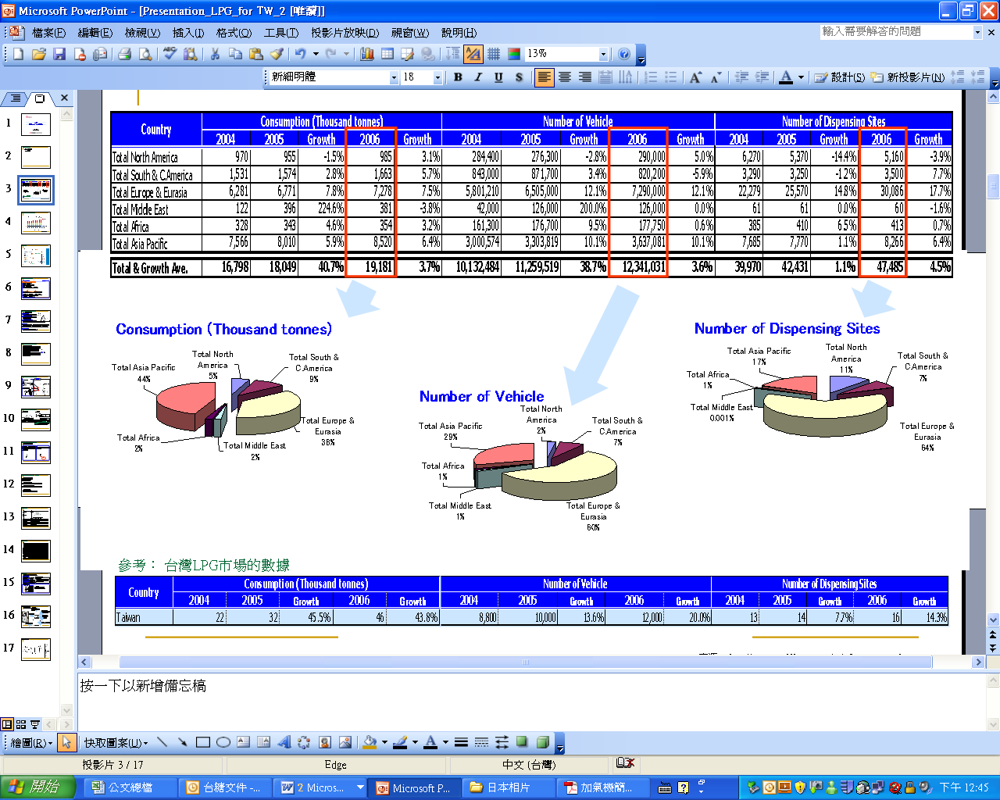 Microsoft PowerPoint - [Presentation_LPG_for TW_2 [唯讀]]
檔案(F) 編輯(E) 檢視(V) 插入(I) 格式(O) 工具(T) 投影片放映(D) 視窗(W) 說明(H) 輸入需要解答的問題
13%
新細明體 18 B I U S A A A 設計(S) 新投影片(N)
Country Consumption (Thousand tonnes) Number of Vehicle Number of Dispensing Sites
2004 2005 Growth 2006 Growth 2004 2005 Growth 2006 Growth 2004 2005 Growth 2006 Growth
Total North America 970 955 -1.5% 985 3.1% 284,400 276,300 -2.8% 290,000 5.0% 6,270 5,370 -14.4% 5,160 -3.9%
Total South & C.America 1,531 1,574 2.8% 1,663 5.7% 843,000 871,700 3.4% 820,200 -5.9% 3,290 3,250 -1.2% 3,500 7.7%
Total Europe & Eurasia 6,281 6,771 7.8% 7,278 7.5% 5,801,210 6,505,000 12.1% 7,290,000 12.1% 22,279 25,570 14.8% 30,086 17.7%
Total Middle East 122 396 224.6% 381 -3.8% 42,000 126,000 200.0% 126,000 0.0% 61 61 0.0% 60 -1.6%
Total Africa 328 343 4.6% 354 3.2% 161,300 176,700 9.5% 177,750 0.6% 385 410 6.5% 413 0.7%
Total Asia Pacific 7,566 8,010 5.9% 8,520 6.4% 3,000,574 3,303,819 10.1% 3,637,081 10.1% 7,685 7,770 1.1% 8,266 6.4%
Total & Growth Ave. 16,798 18,049 40.7% 19,181 3.7% 10,132,484 11,259,519 38.7% 12,341,031 3.6% 39,970 42,431 1.1% 47,485 4.5%
Consumption (Thousand tonnes)
Total North America 5%
Total South & C.America 9%
Total Asia Pacific 44%
Total Europe & Eurasia 38%
Total Africa 2%
Total Middle East 2%
Number of Vehicle
Total North America 2%
Total South & C.America 7%
Total Asia Pacific 29%
Total Africa 1%
Total Middle East 1%
Total Europe & Eurasia 60%
Number of Dispensing Sites
Total North America 11%
Total Asia Pacific 17%
Total South & C.America 7%
Total Africa 1%
Total Middle East 0.001%
Total Europe & Eurasia 64%
參考： 台灣LPG市場的數據
Country Consumption (Thousand tonnes) Number of Vehicle Number of Dispensing Sites
2004 2005 Growth 2006 Growth 2004 2005 Growth 2006 Growth 2004 2005 Growth 2006 Growth
Taiwan 22 32 45.5% 46 43.8% 8,800 10,000 13.6% 12,000 20.0% 13 14 7.7% 16 14.3%
1
2
3
4
5
6
7
8
9
10
11
12
13
14
15
16
17
按一下以新增備忘稿
繪圖(R) 快取圖案(U)
投影片 3 / 17 Edge 中文 (台灣)
開始 公文總檔 台糖文件 -... 2 Micros... Microsoft P... 日本相片 加氣機簡... 下午 12:45